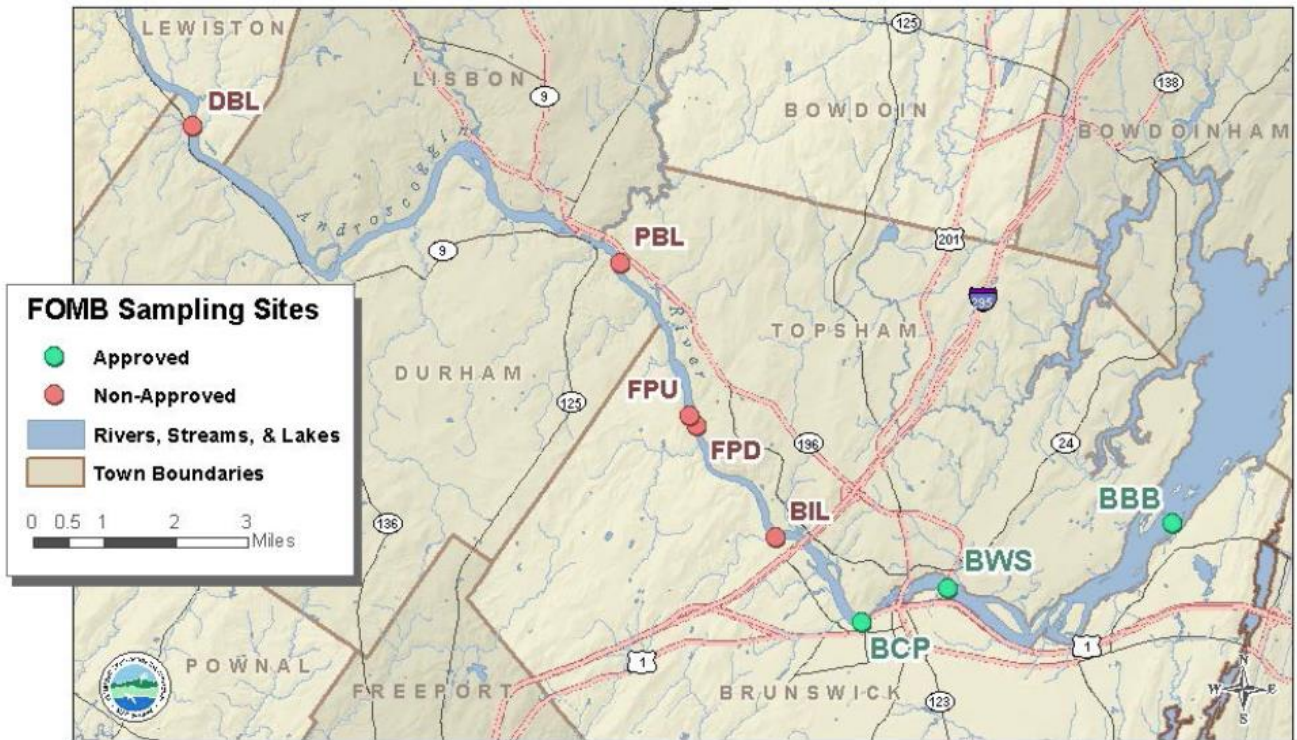 LEWISTON
DBL
LISBON
9
125
BOWDOIN
138
BOWDOINHAM
Androscoggin
River
9
PBL
201
295
TOPSHAM
FOMB Sampling Sites
Approved
Non-Approved
Rivers, Streams, & Lakes
Town Boundaries
0 0.5 1 2 3
Miles
DURHAM
125
FPU
FPD
196
24
136
BIL
BBB
BWS
BCP
1
1
POWNAL
FREEPORT
BRUNSWICK
123
N
W E
S